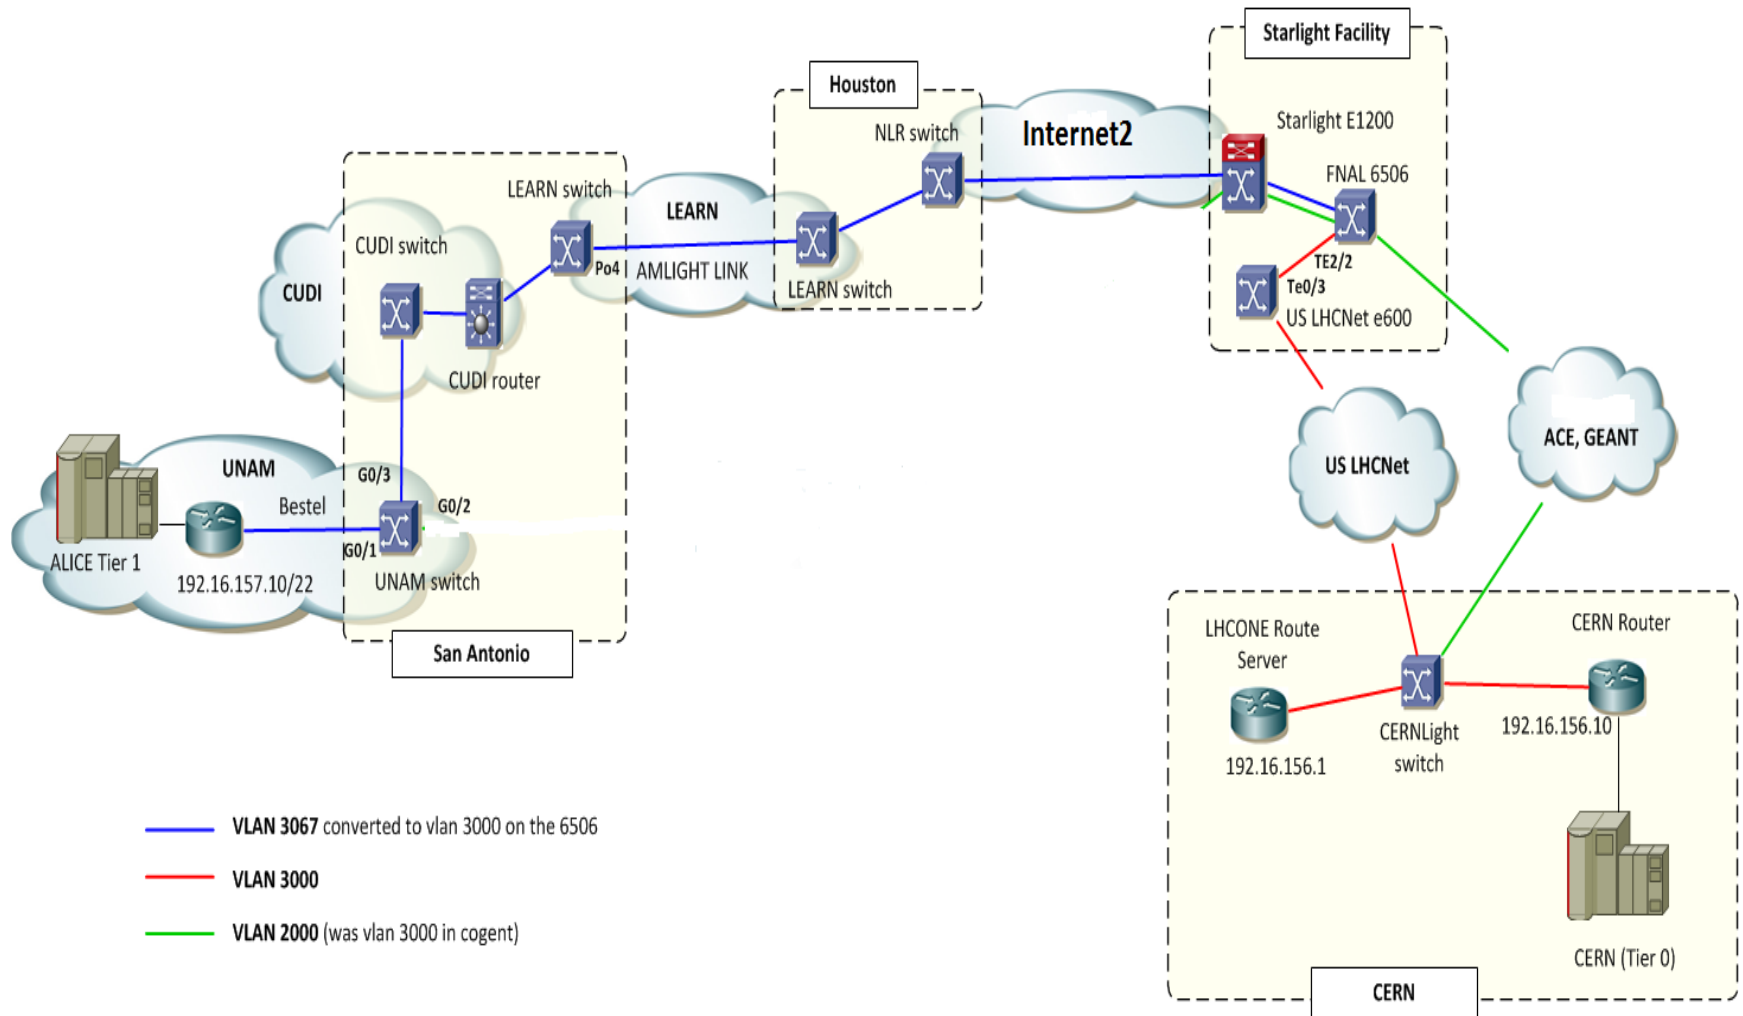 Starlight Facility
Houston
Starlight E1200
NLR switch
Internet2
FNAL 6506
LEARN switch
LEARN
CUDI switch
TE2/2
Po4
AMLIGHT LINK
Te0/3
LEARN switch
CUDI
US LHCNet e600
CUDI router
ACE, GEANT
US LHCNet
UNAM
G0/3
Bestel
G0/2
G0/1
ALICE Tier 1
192.16.157.10/22
UNAM switch
San Antonio
LHCONE Route
Server
CERN Router
192.16.156.10
CERNLight
switch
192.16.156.1
VLAN 3067 converted to vlan 3000 on the 6506
VLAN 3000
VLAN 2000 (was vlan 3000 in cogent)
CERN (Tier 0)
CERN